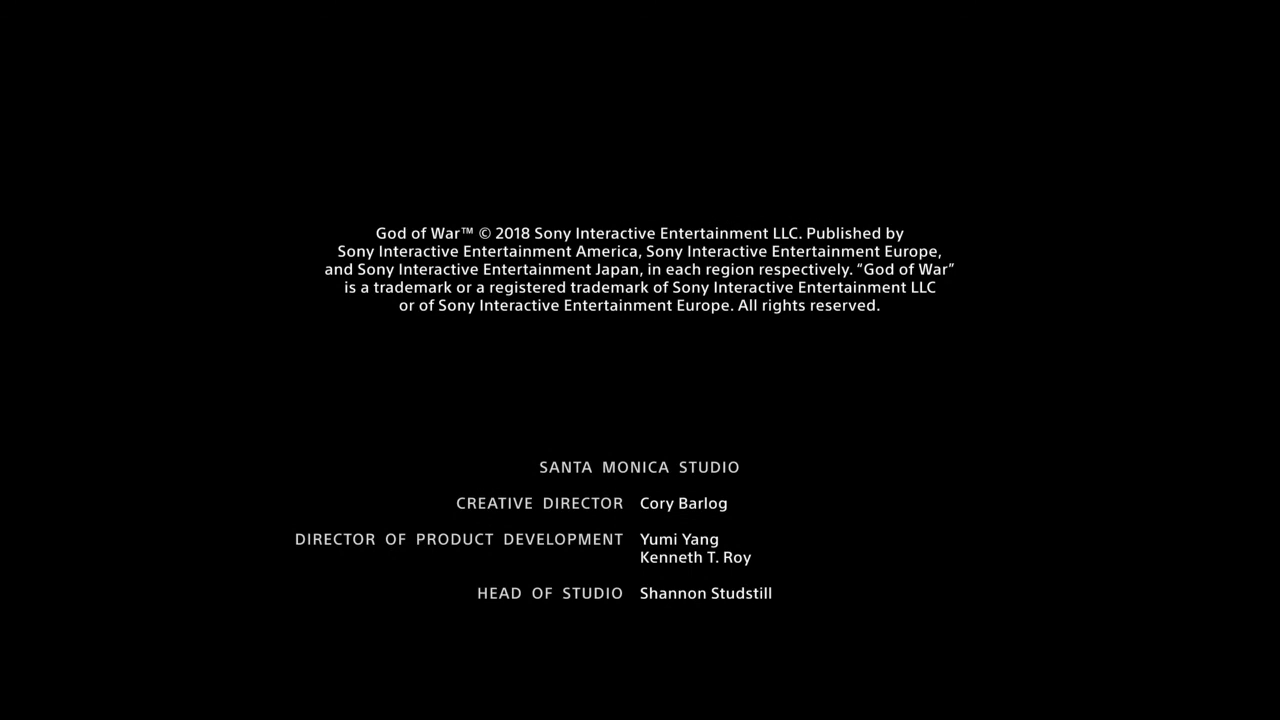 God of War™ © 2018 Sony Interactive Entertainment LLC. Published by
Sony Interactive Entertainment America, Sony Interactive Entertainment Europe,
and Sony Interactive Entertainment Japan, in each region respectively. “God of War”
is a trademark or a registered trademark of Sony Interactive Entertainment LLC
or of Sony Interactive Entertainment Europe. All rights reserved.
SANTA MONICA STUDIO
CREATIVE DIRECTOR Cory Barlog
DIRECTOR OF PRODUCT DEVELOPMENT Yumi Yang
Kenneth T. Roy
HEAD OF STUDIO Shannon Studstill